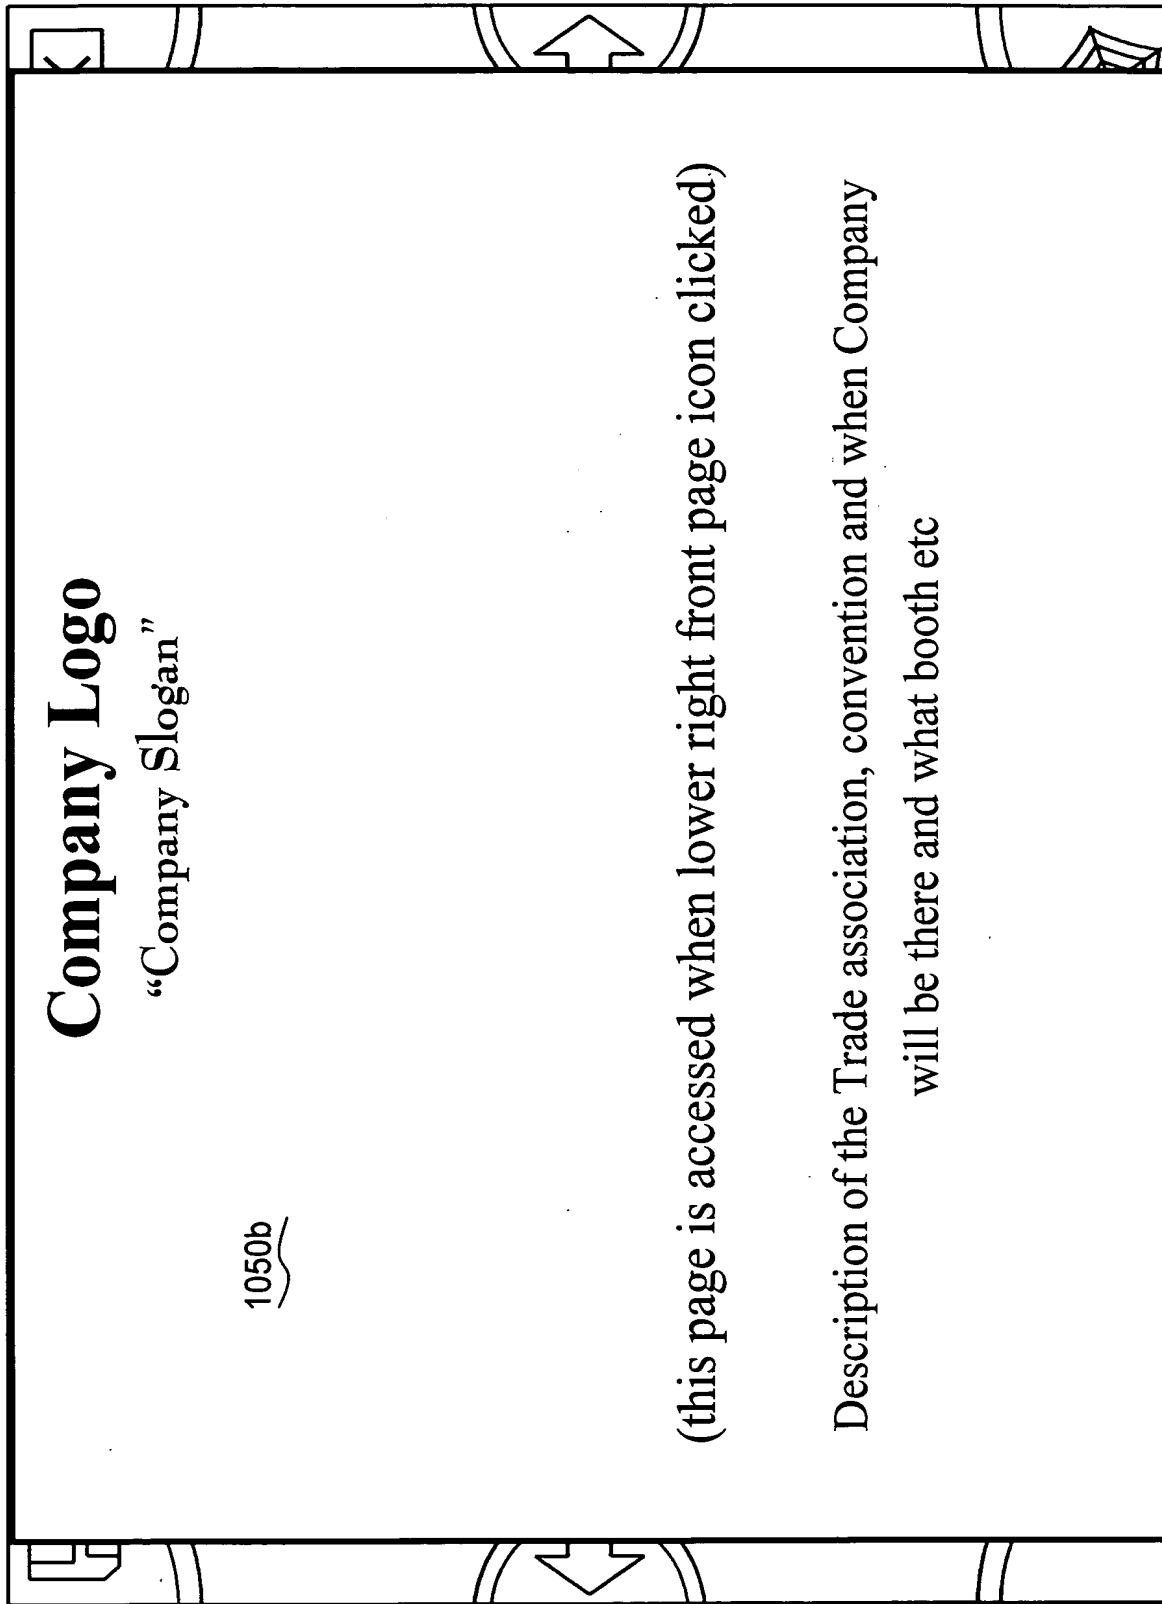 Company Logo
“Company Slogan”
1050b
(this page is accessed when lower right front page icon clicked)
Description of the Trade association, convention and when Company
will be there and what booth etc